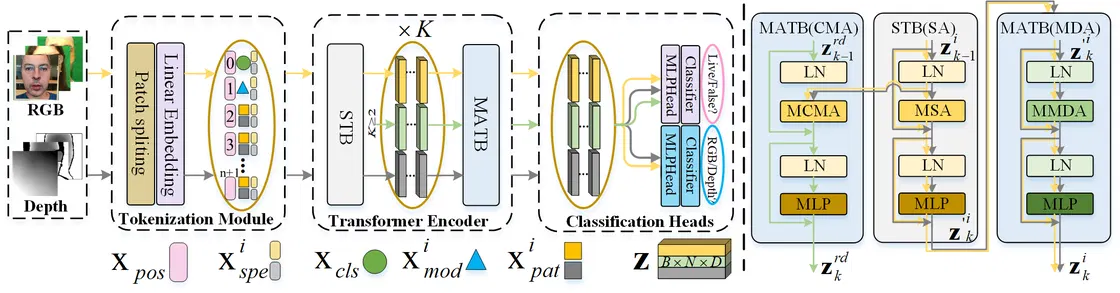 RGB
Depth
Patch spliting
Linear Embedding
0
1
2
3
n+1
Tokenization Module
× K
STB
K≥2
MATB
Transformer Encoder
MLPHead
Classifier
Live/False?
MLPHead
Classifier
RGB/Depth?
Classification Heads
X pos
X i spe
X cls
X i mod
X i pat
Z
B×N×D
MATB(CMA)
z rd k−1
LN
MCMA
LN
MLP
z rd k
STB(SA)
z i k−1
LN
MSA
LN
MLP
z 'i k
MATB(MDA)
z 'i k
LN
MMDA
LN
MLP
z i k